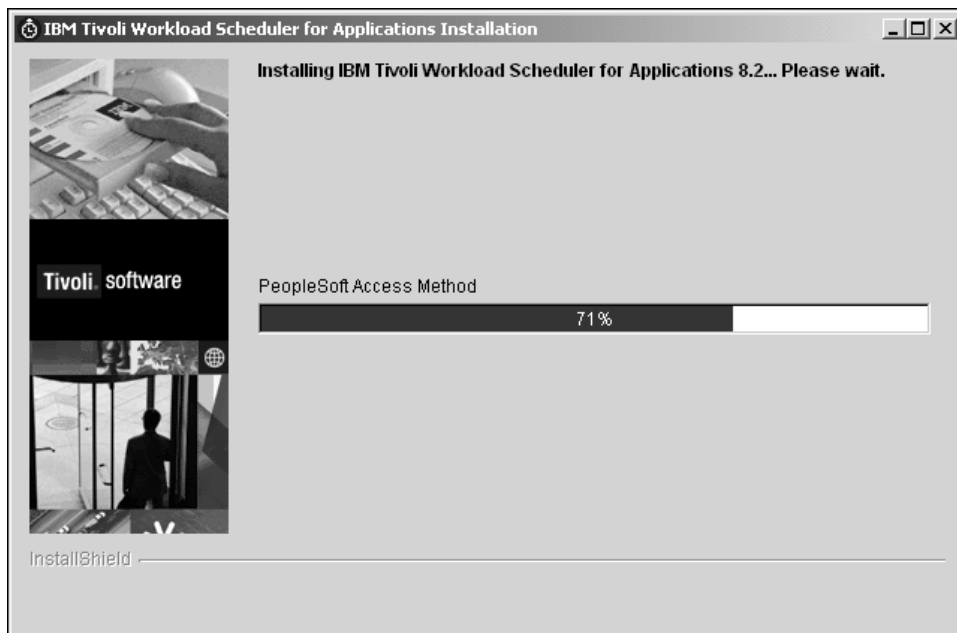 IBM Tivoli Workload Scheduler for Applications Installation
Installing IBM Tivoli Workload Scheduler for Applications 8.2... Please wait.
Tivoli. software
PeopleSoft Access Method
71%
InstallShield